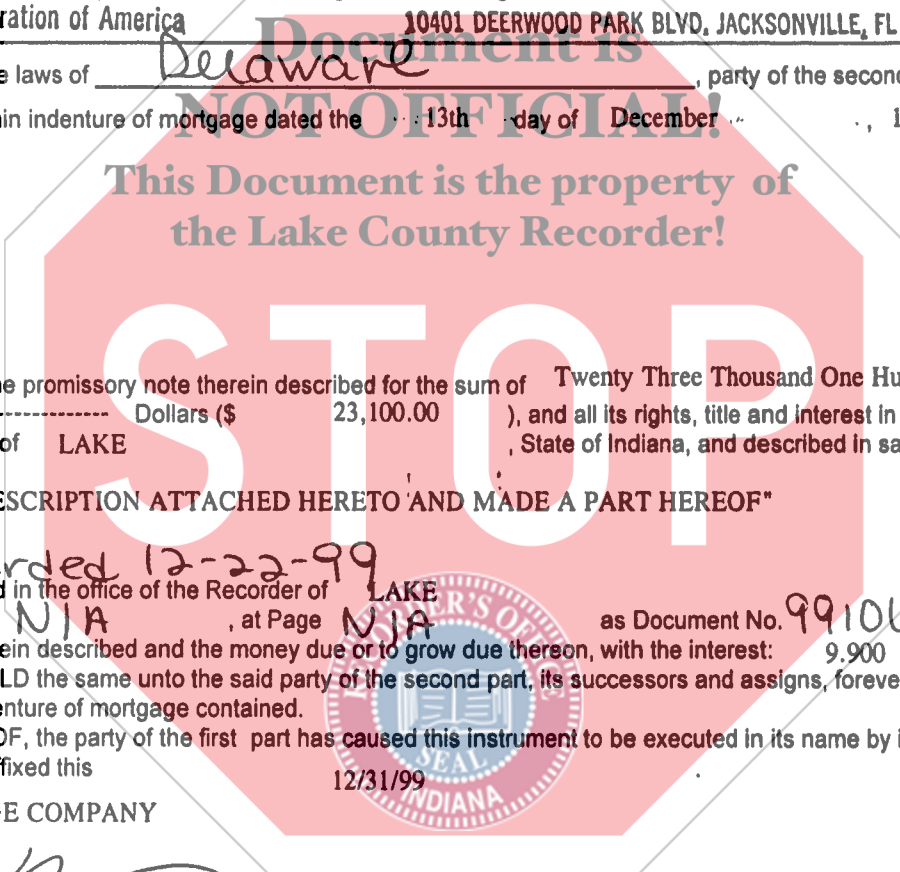 ration of America 10401 DEERWOOD PARK BLVD, JACKSONVILLE, FL
Document is
e laws of Delaware , party of the second
NOT OFFICIAL!
in indenture of mortgage dated the 13th day of December , 1
This Document is the property of
the Lake County Recorder!
STOP
e promissory note therein described for the sum of Twenty Three Thousand One Hu
------------- Dollars ($ 23,100.00 ), and all its rights, title and interest in
of LAKE , State of Indiana, and described in sa
ESCRIPTION ATTACHED HERETO AND MADE A PART HEREOF"
rded 12-22-99
d in the office of the Recorder of LAKE
N/A , at Page N/A as Document No. 9910
ein described and the money due or to grow due thereon, with the interest: 9.900
LD the same unto the said party of the second part, its successors and assigns, foreve
enture of mortgage contained.
OF, the party of the first part has caused this instrument to be executed in its name by i
ffixed this 12/31/99
E COMPANY
RECORDER'S OFFICE
SEAL
INDIANA